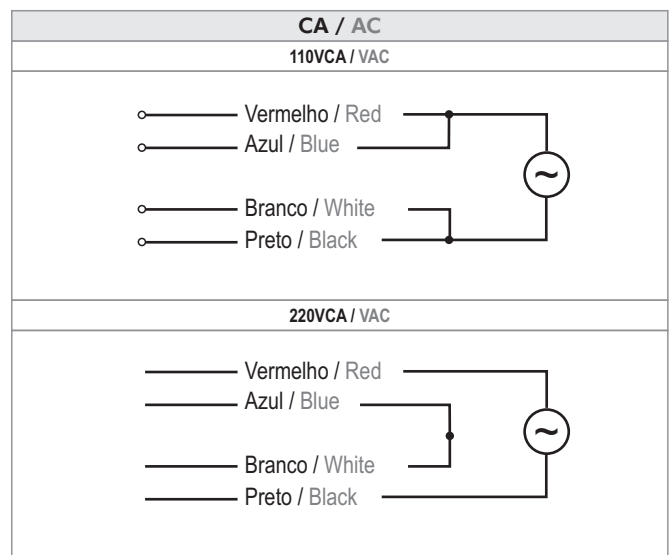 CA / AC
110VCA / VAC
Vermelho / Red
Azul / Blue
Branco / White
Preto / Black
220VCA / VAC
Vermelho / Red
Azul / Blue
Branco / White
Preto / Black